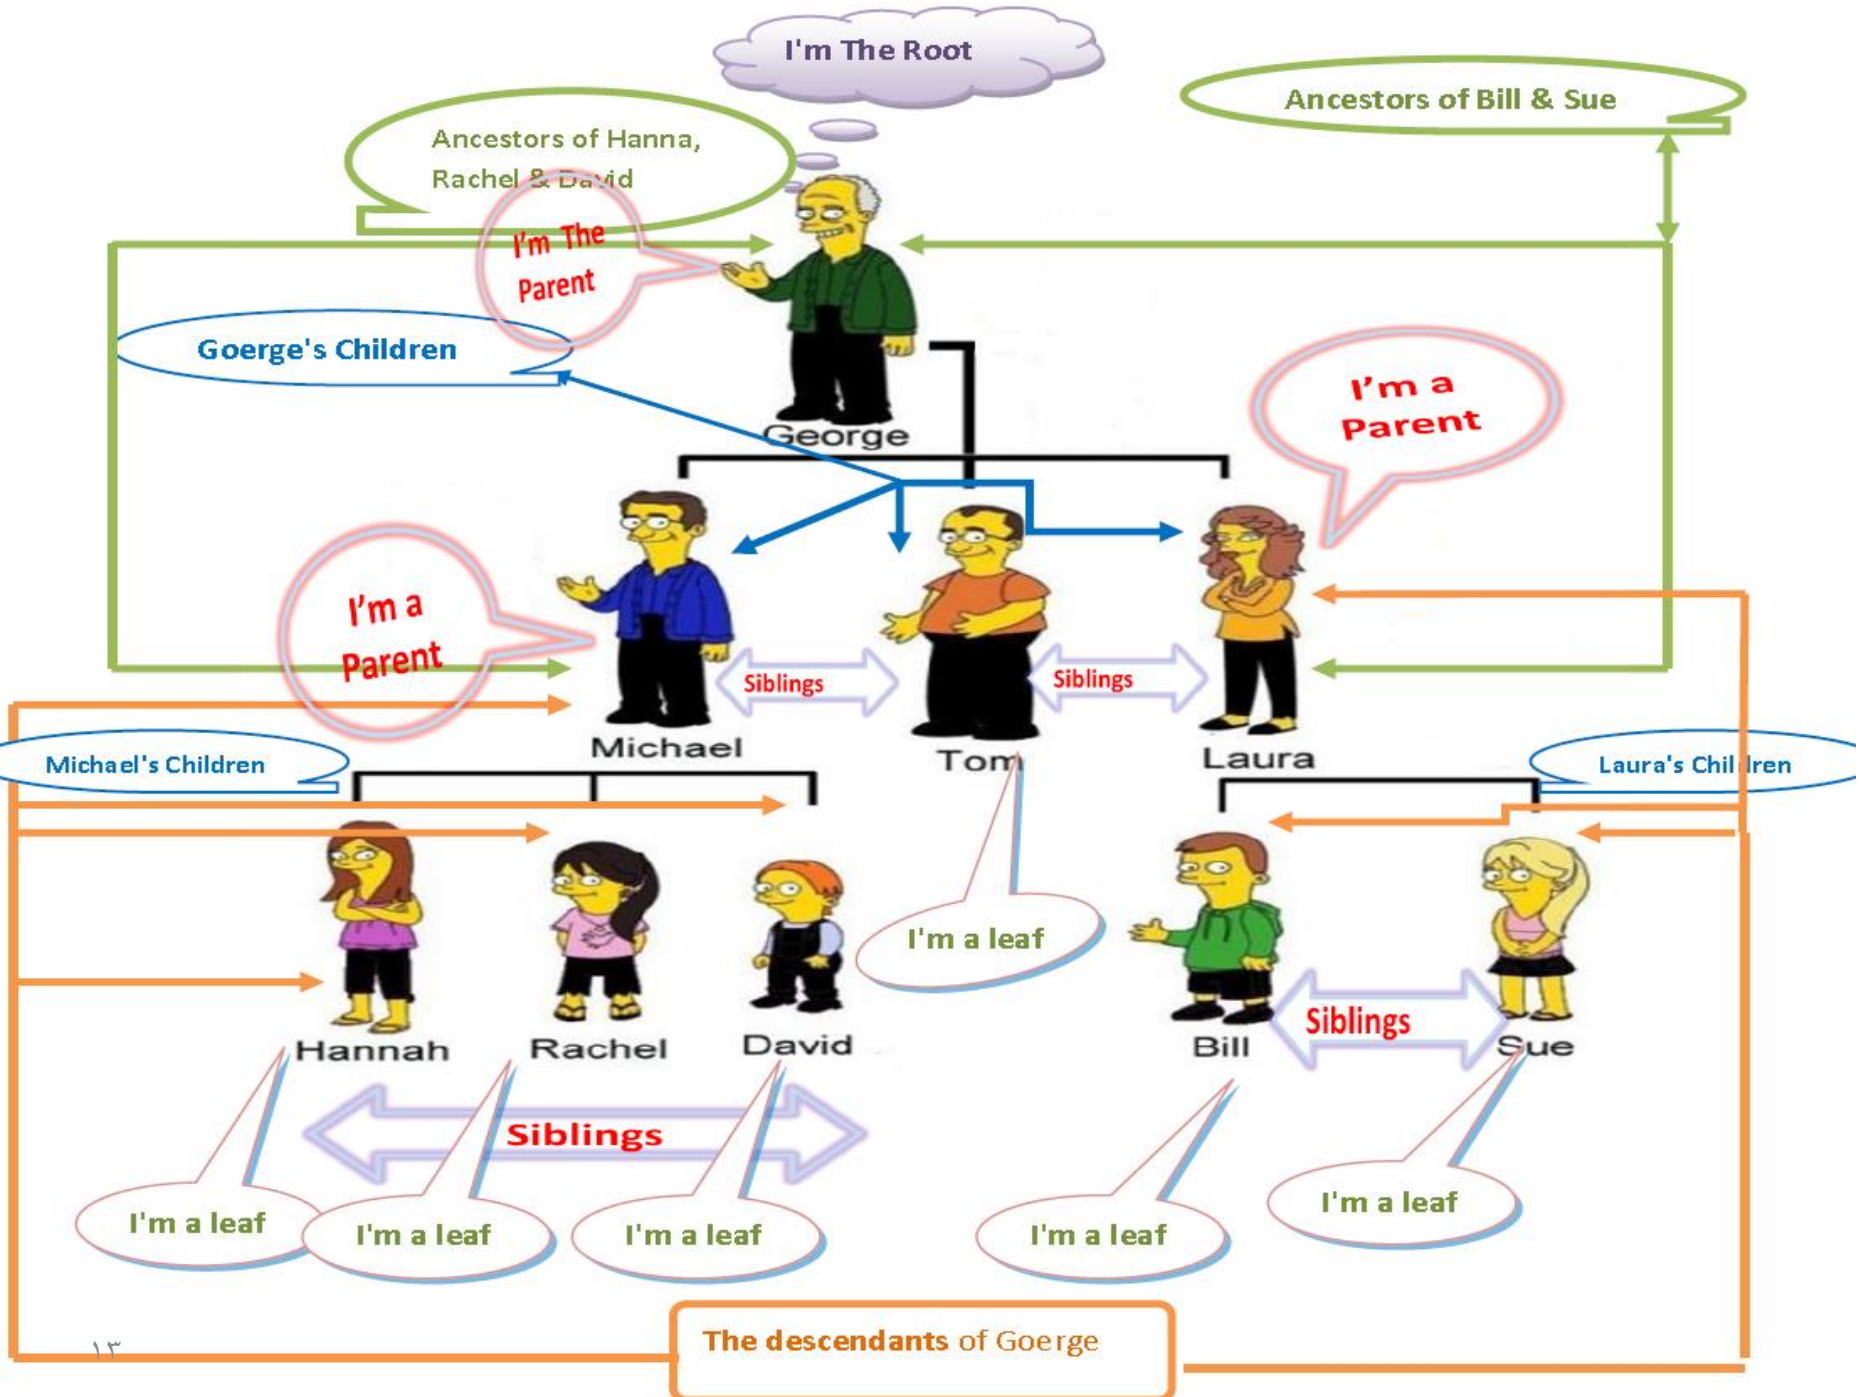 I'm The Root
Ancestors of Bill & Sue
Ancestors of Hanna,
Rachel & David
I'm The
Parent
Goerge's Children
I'm a
Parent
George
I'm a
Parent
Siblings
Siblings
Michael
Tom
Laura
Michael's Children
Laura's Children
I'm a leaf
Siblings
Hannah
Rachel
David
Bill
Sue
Siblings
I'm a leaf
I'm a leaf
I'm a leaf
I'm a leaf
I'm a leaf
The descendants of Goerge
١٣